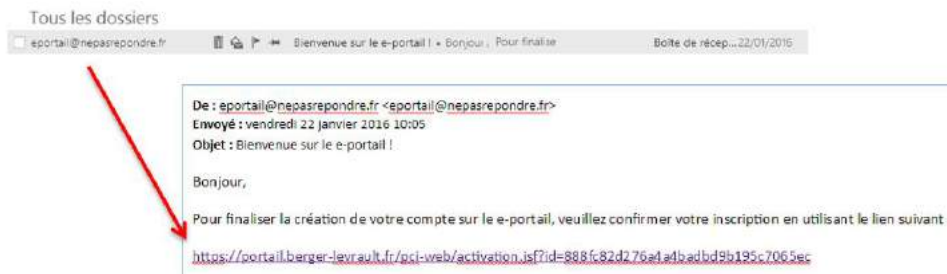 Tous les dossiers
eportail@nepasrepondre.fr Bienvenue sur le e-portail ! • Bonjour, Pour finalise Boîte de récep... 22/01/2016
De : eportail@nepasrepondre.fr <eportail@nepasrepondre.fr>
Envoyé : vendredi 22 janvier 2016 10:05
Objet : Bienvenue sur le e-portail !
Bonjour,
Pour finaliser la création de votre compte sur le e-portail, veuillez confirmer votre inscription en utilisant le lien suivant
https://portail.berger-levrault.fr/pci-web/activation.jsf?id=888fc82d276a4a4badbd9b195c7065ec